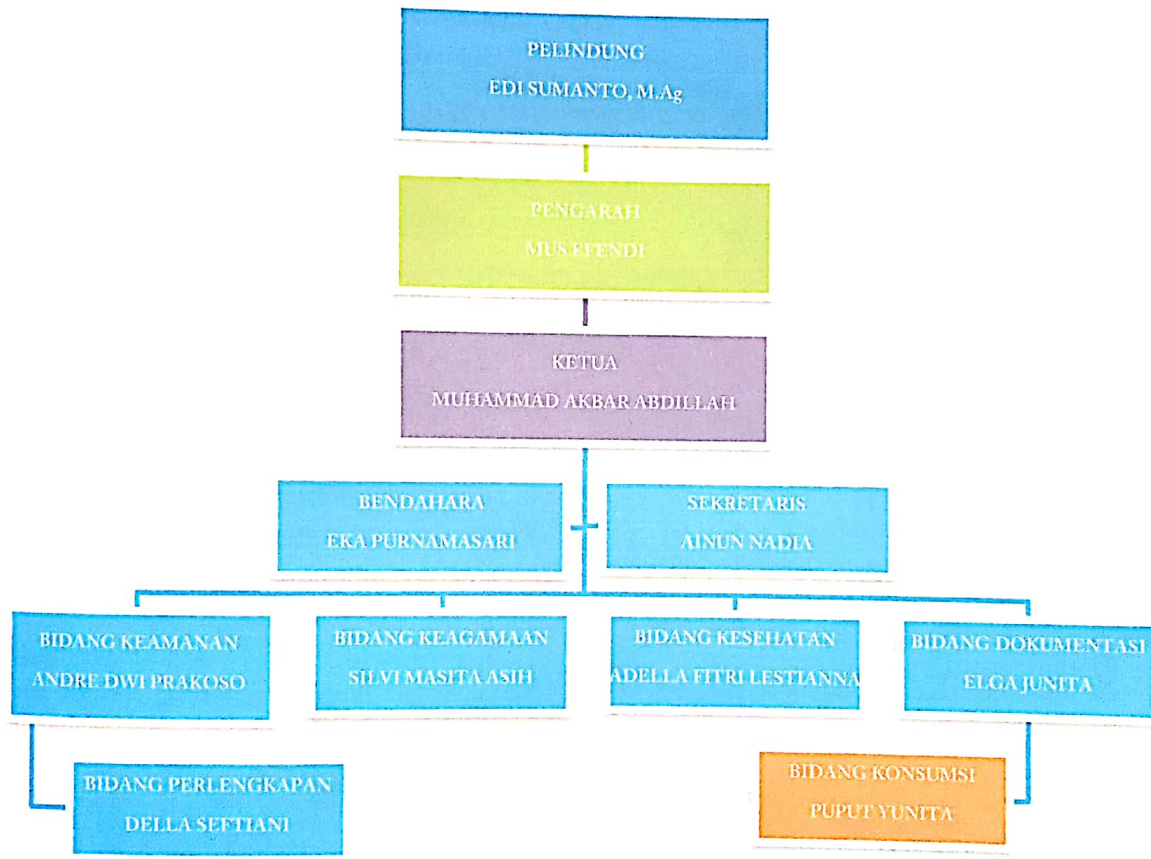 PELINDUNG
EDI SUMANTO, M.Ag
PENGARAH
MUS EFENDI
KETUA
MUHAMMAD AKBAR ABDILLAH
BENDAHARA
EKA PURNAMASARI
SEKRETARIS
AINUN NADIA
BIDANG KEAMANAN
ANDRE DWI PRAKOSO
BIDANG KEAGAMAAN
SILVI MASITA ASIH
BIDANG KESEHATAN
ADELLA FITRI LESTIANNA
BIDANG DOKUMENTASI
ELGA JUNITA
BIDANG PERLENGKAPAN
DELLA SEFTIANI
BIDANG KONSUMSI
PUPUT YUNITA